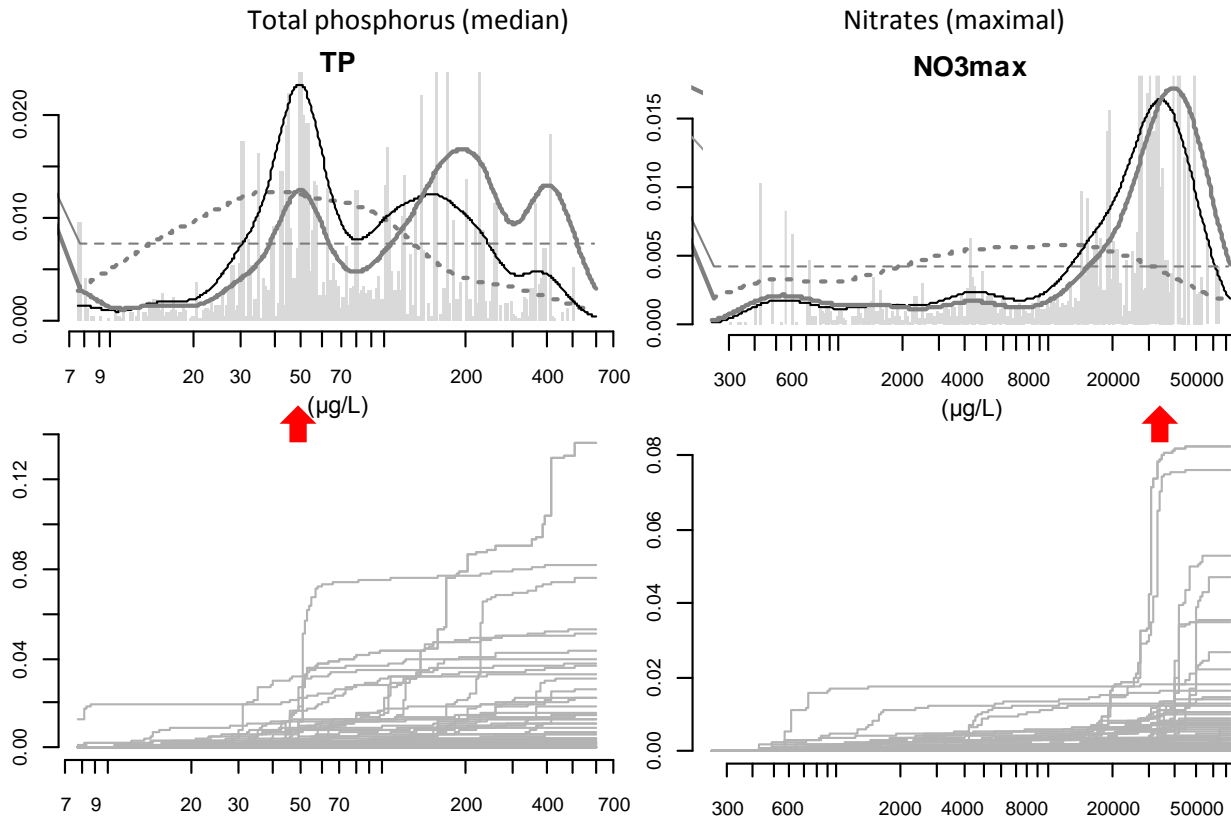 Total phosphorus (median)
Nitrates (maximal)
TP
NO3max
0.000 0.010 0.020
0.000 0.005 0.010 0.015
7 9 20 30 50 70 200 400 700
(µg/L)
300 600 2000 4000 8000 20000 50000
(µg/L)
0.00 0.04 0.08 0.12
0.00 0.02 0.04 0.06 0.08
7 9 20 30 50 70 200 400 700
300 600 2000 4000 8000 20000 50000